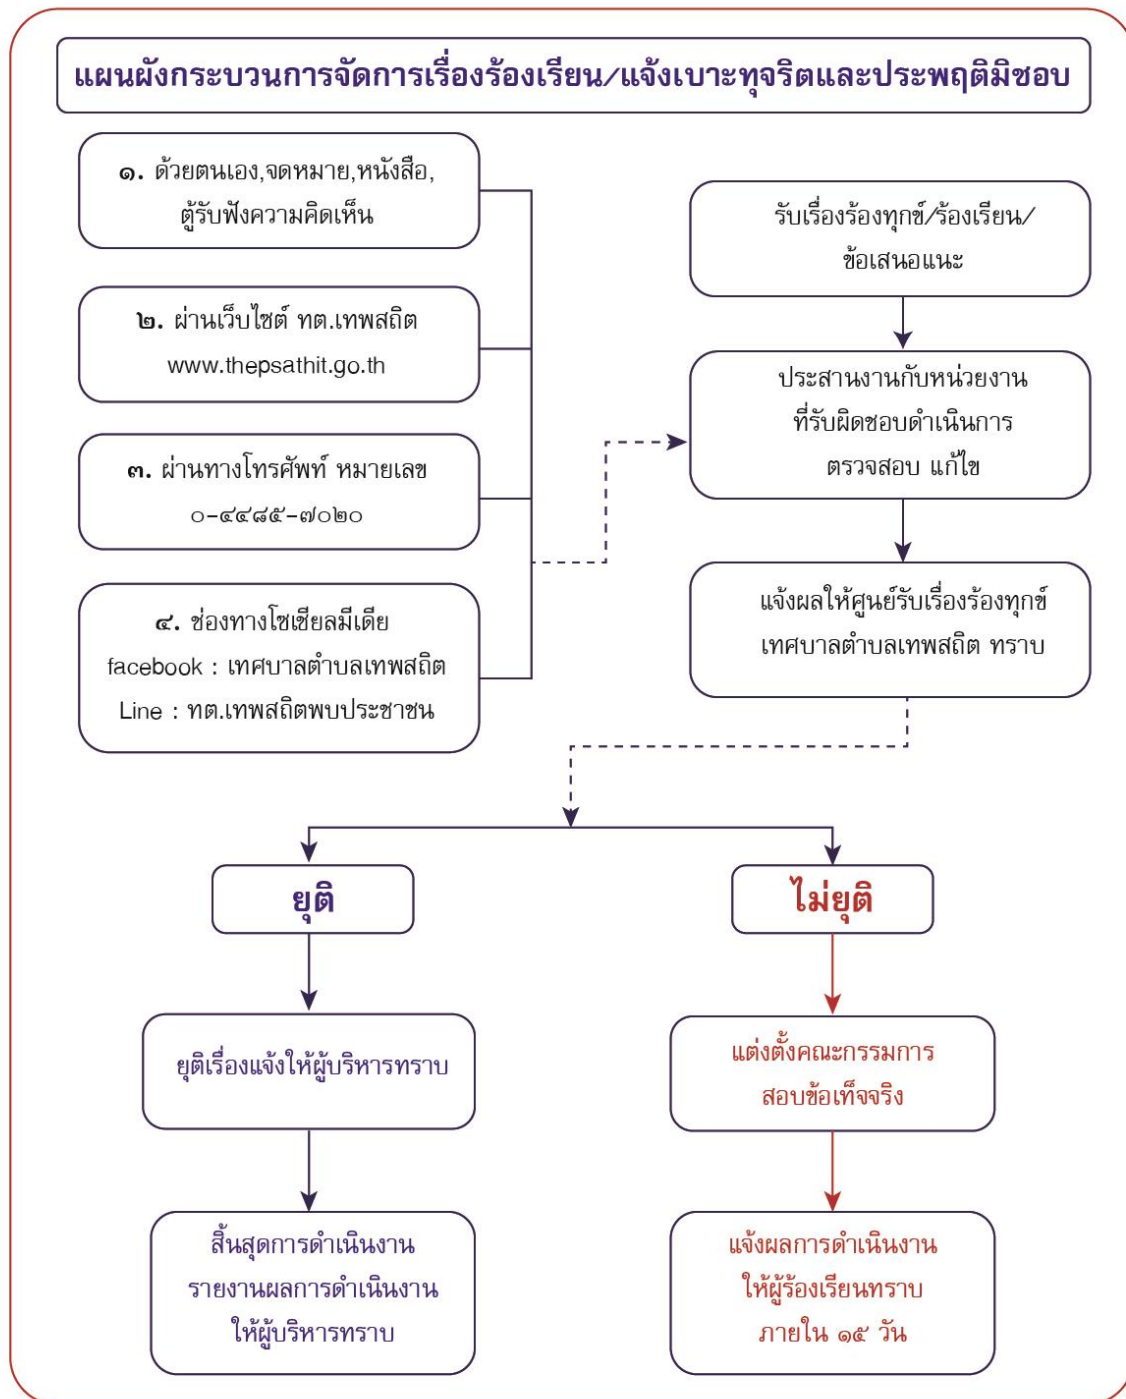 แผนผังกระบวนการจัดการเรื่องร้องเรียน/แจ้งเบาะทุจริตและประพฤติมิชอบ
๑. ด้วยตนเอง,จดหมาย,หนังสือ,
ตู้รับฟังความคิดเห็น
๒. ผ่านเว็บไซต์ ทต.เทพสถิต
www.thepsathit.go.th
๓. ผ่านทางโทรศัพท์ หมายเลข
๐-๔๔๘๕-๗๐๒๐
๔. ช่องทางโซเชียลมีเดีย
facebook : เทศบาลตำบลเทพสถิต
Line : ทต.เทพสถิตพบประชาชน
รับเรื่องร้องทุกข์/ร้องเรียน/
ข้อเสนอแนะ
ประสานงานกับหน่วยงาน
ที่รับผิดชอบดำเนินการ
ตรวจสอบ แก้ไข
แจ้งผลให้ศูนย์รับเรื่องร้องทุกข์
เทศบาลตำบลเทพสถิต ทราบ
ยุติ
ยุติเรื่องแจ้งให้ผู้บริหารทราบ
สิ้นสุดการดำเนินงาน
รายงานผลการดำเนินงาน
ให้ผู้บริหารทราบ
ไม่ยุติ
แต่งตั้งคณะกรรมการ
สอบข้อเท็จจริง
แจ้งผลการดำเนินงาน
ให้ผู้ร้องเรียนทราบ
ภายใน ๑๕ วัน